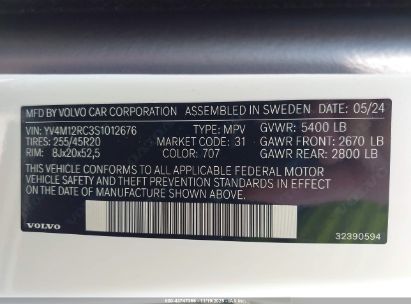 MFD BY VOLVO CAR CORPORATION ASSEMBLED IN SWEDEN 05/24
VIN: YV4M12RC3S1012676 TYPE: MPV GVWR: 5400 LB
TIRES: 255/45R20 MARKET CODE: 31 GAWR FRONT: 2670 LB
RIM: 8Jx20x52,5 COLOR: 707 GAWR REAR: 2800 LB
THIS VEHICLE CONFORMS TO ALL APPLICABLE FEDERAL MOTOR
VEHICLE SAFETY AND THEFT PREVENTION STANDARDS IN EFFECT
ON THE DATE OF MANUFACTURE SHOWN ABOVE.
VOLVO
32390594